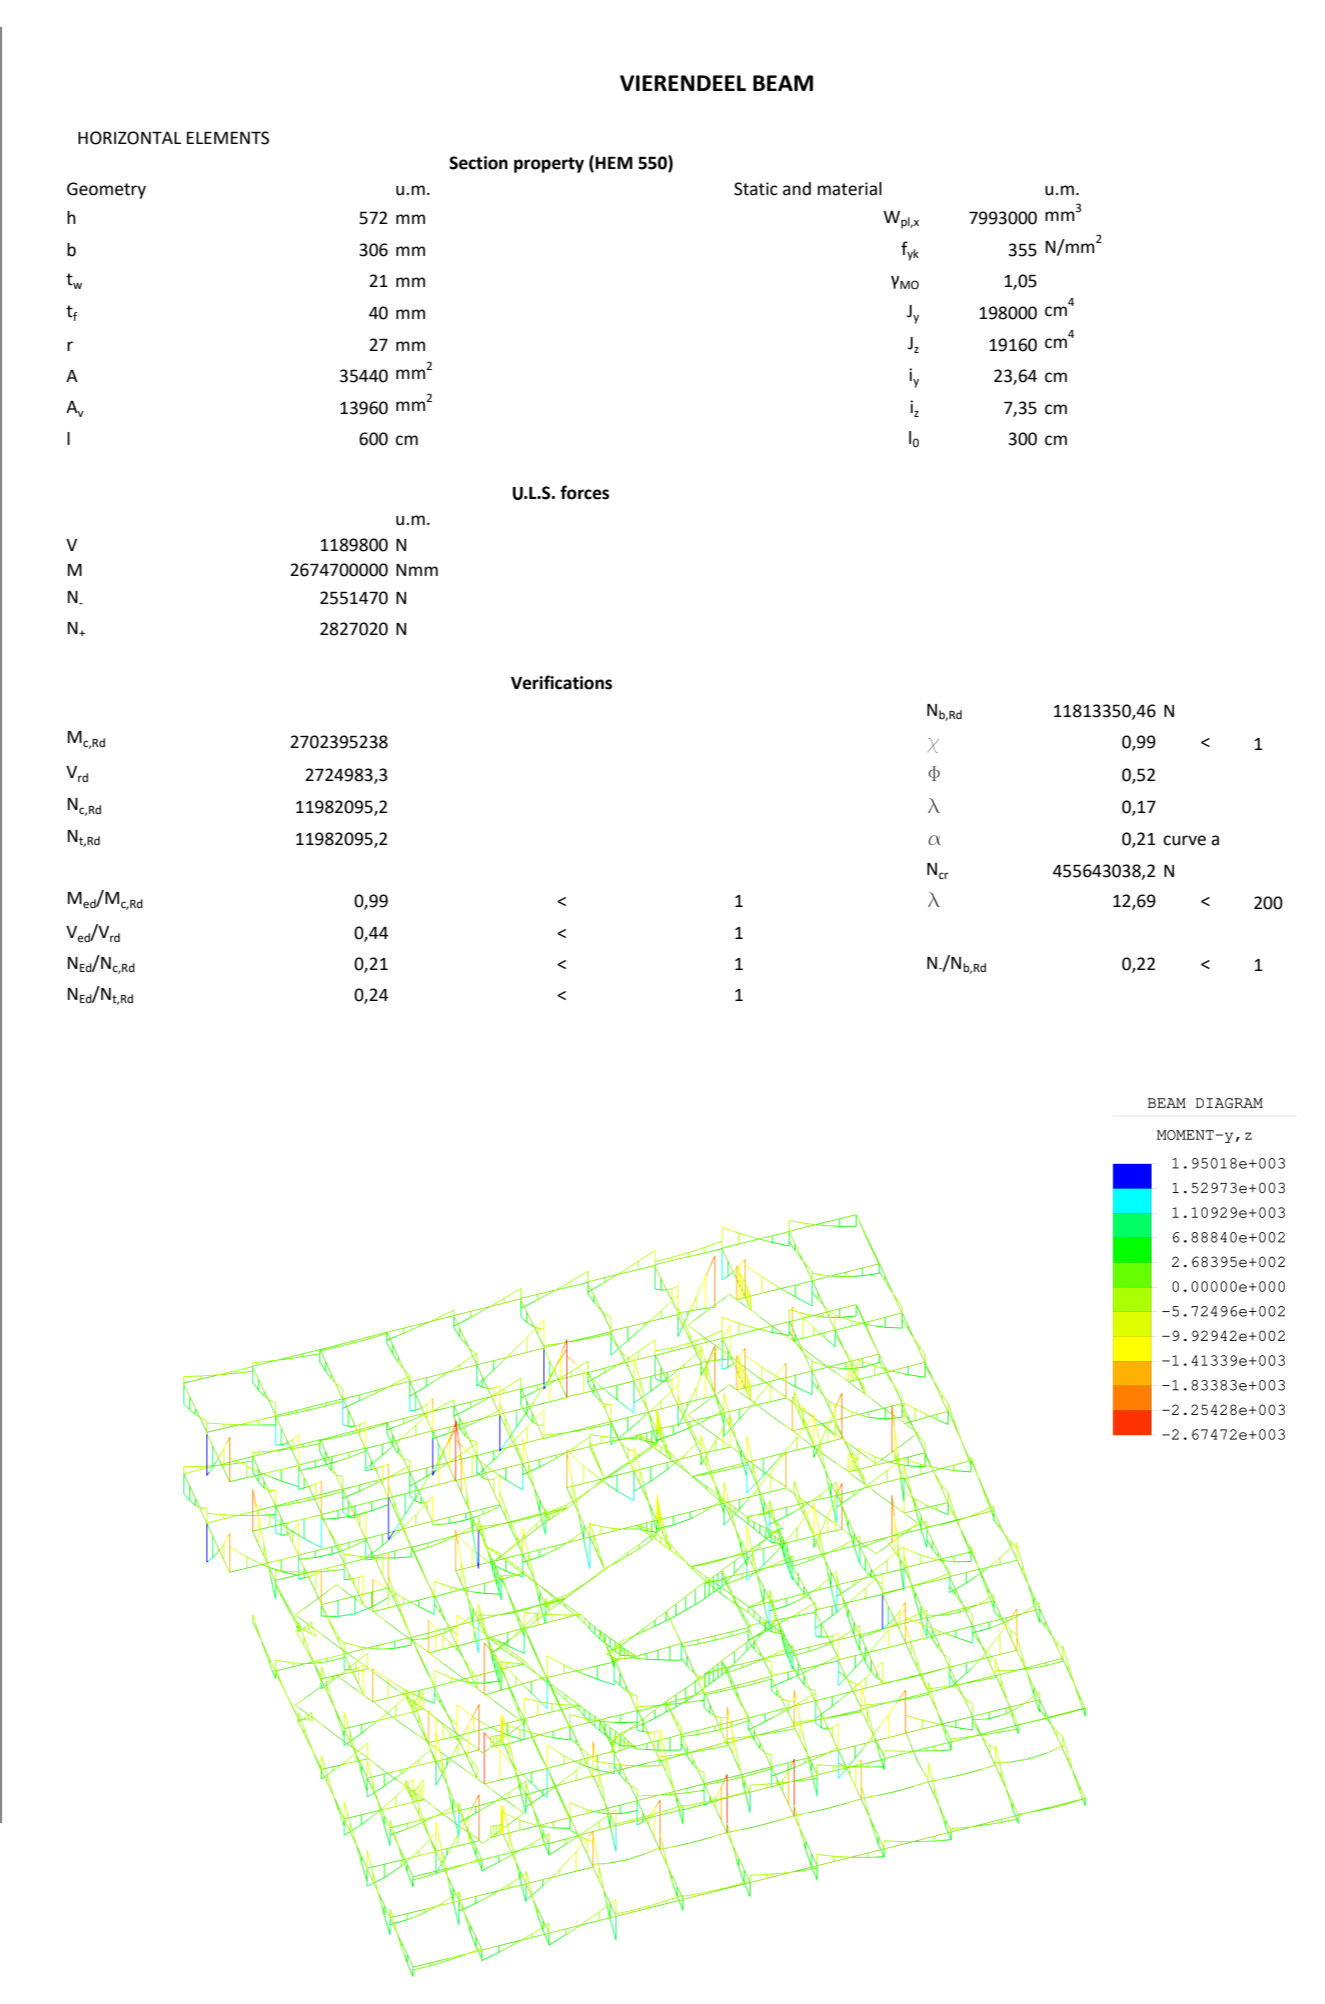 VIERENDEEL BEAM
HORIZONTAL ELEMENTS
Section property (HEM 550)
Geometry u.m. Static and material u.m.
h 572 mm W_pl,x 7993000 mm³
b 306 mm f_yk 355 N/mm²
t_w 21 mm γ_MO 1,05
t_f 40 mm J_y 198000 cm⁴
r 27 mm J_z 19160 cm⁴
A 35440 mm² i_y 23,64 cm
A_v 13960 mm² i_z 7,35 cm
l 600 cm l_0 300 cm
U.L.S. forces
u.m.
V 1189800 N
M 2674700000 Nmm
N_- 2551470 N
N_+ 2827020 N
Verifications
N_b,Rd 11813350,46 N
M_c,Rd 2702395238 χ 0,99 < 1
V_rd 2724983,3 Φ 0,52
N_c,Rd 11982095,2 λ 0,17
N_t,Rd 11982095,2 α 0,21 curve a
N_cr 455643038,2 N
M_ed/M_c,Rd 0,99 < 1 λ 12,69 < 200
V_ed/V_rd 0,44 < 1
N_Ed/N_c,Rd 0,21 < 1 N_-/N_b,Rd 0,22 < 1
N_Ed/N_t,Rd 0,24 < 1
BEAM DIAGRAM
MOMENT-y,z
1.95018e+003
1.52973e+003
1.10929e+003
6.88840e+002
2.68395e+002
0.00000e+000
-5.72496e+002
-9.92942e+002
-1.41339e+003
-1.83383e+003
-2.25428e+003
-2.67472e+003